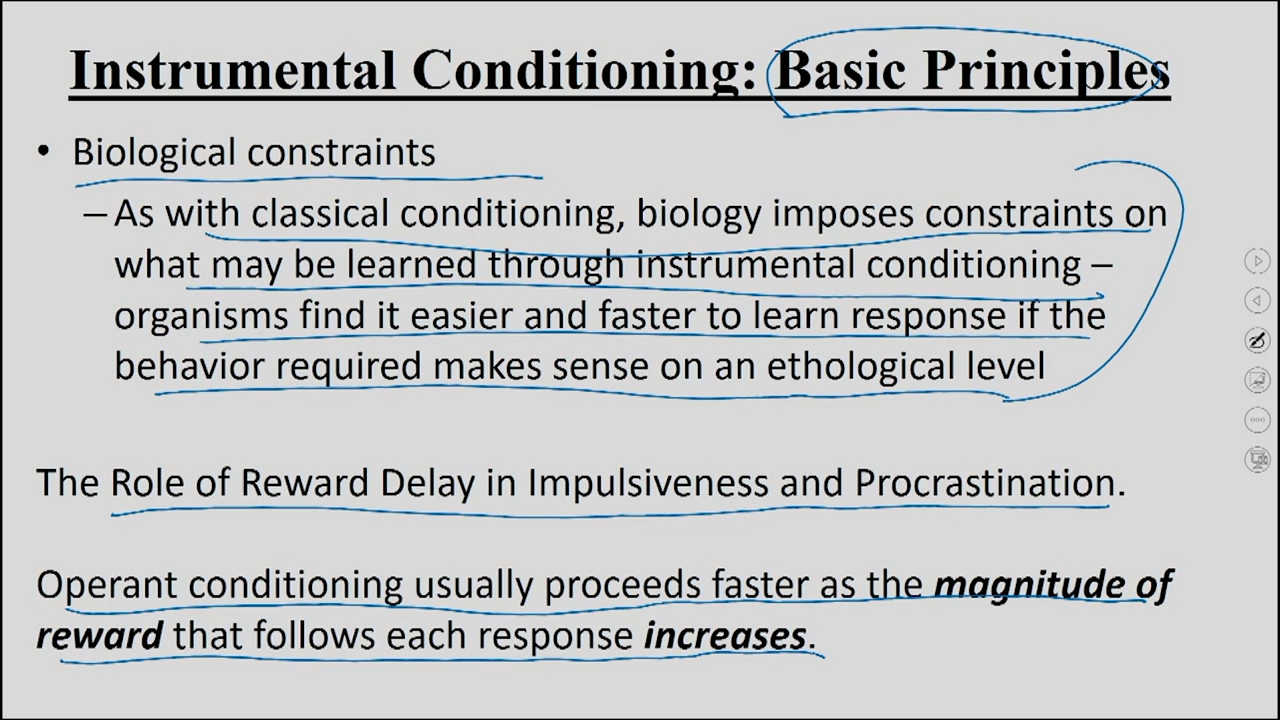 Instrumental Conditioning: Basic Principles
• Biological constraints
– As with classical conditioning, biology imposes constraints on
what may be learned through instrumental conditioning –
organisms find it easier and faster to learn response if the
behavior required makes sense on an ethological level
The Role of Reward Delay in Impulsiveness and Procrastination.
Operant conditioning usually proceeds faster as the magnitude of
reward that follows each response increases.